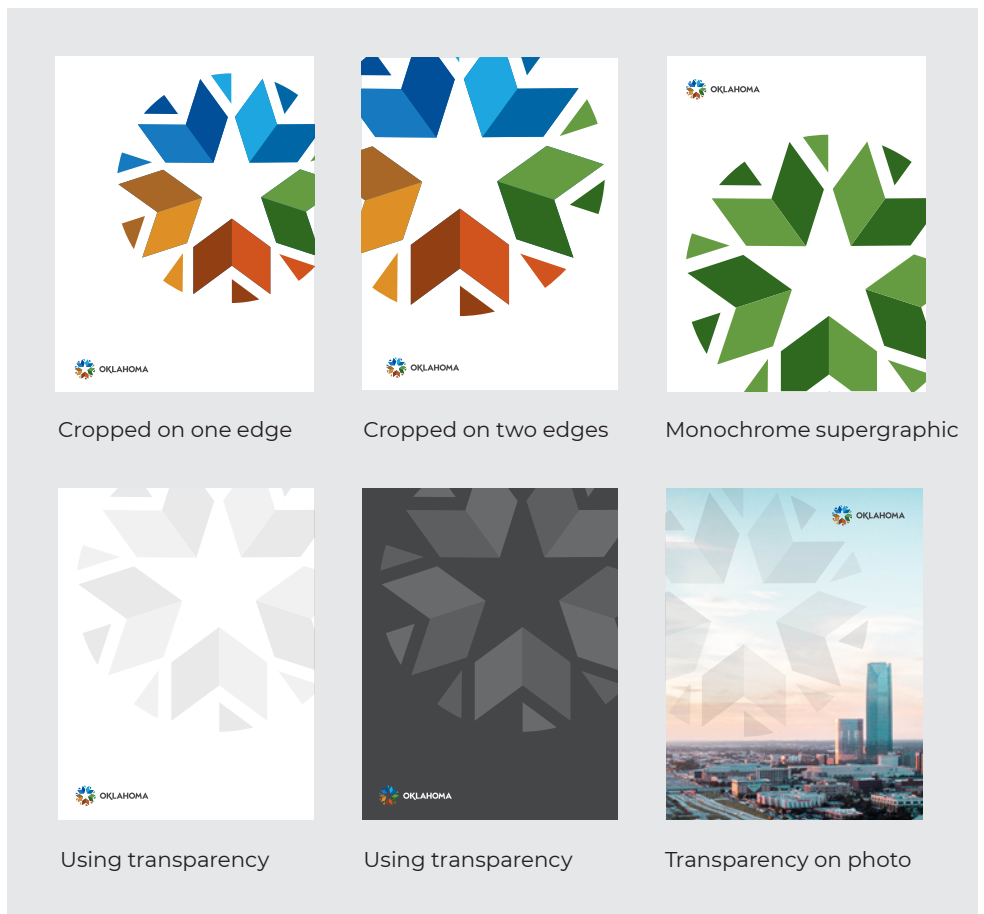 OKLAHOMA
OKLAHOMA
OKLAHOMA
Cropped on one edge
Cropped on two edges
Monochrome supergraphic
OKLAHOMA
OKLAHOMA
OKLAHOMA
Using transparency
Using transparency
Transparency on photo